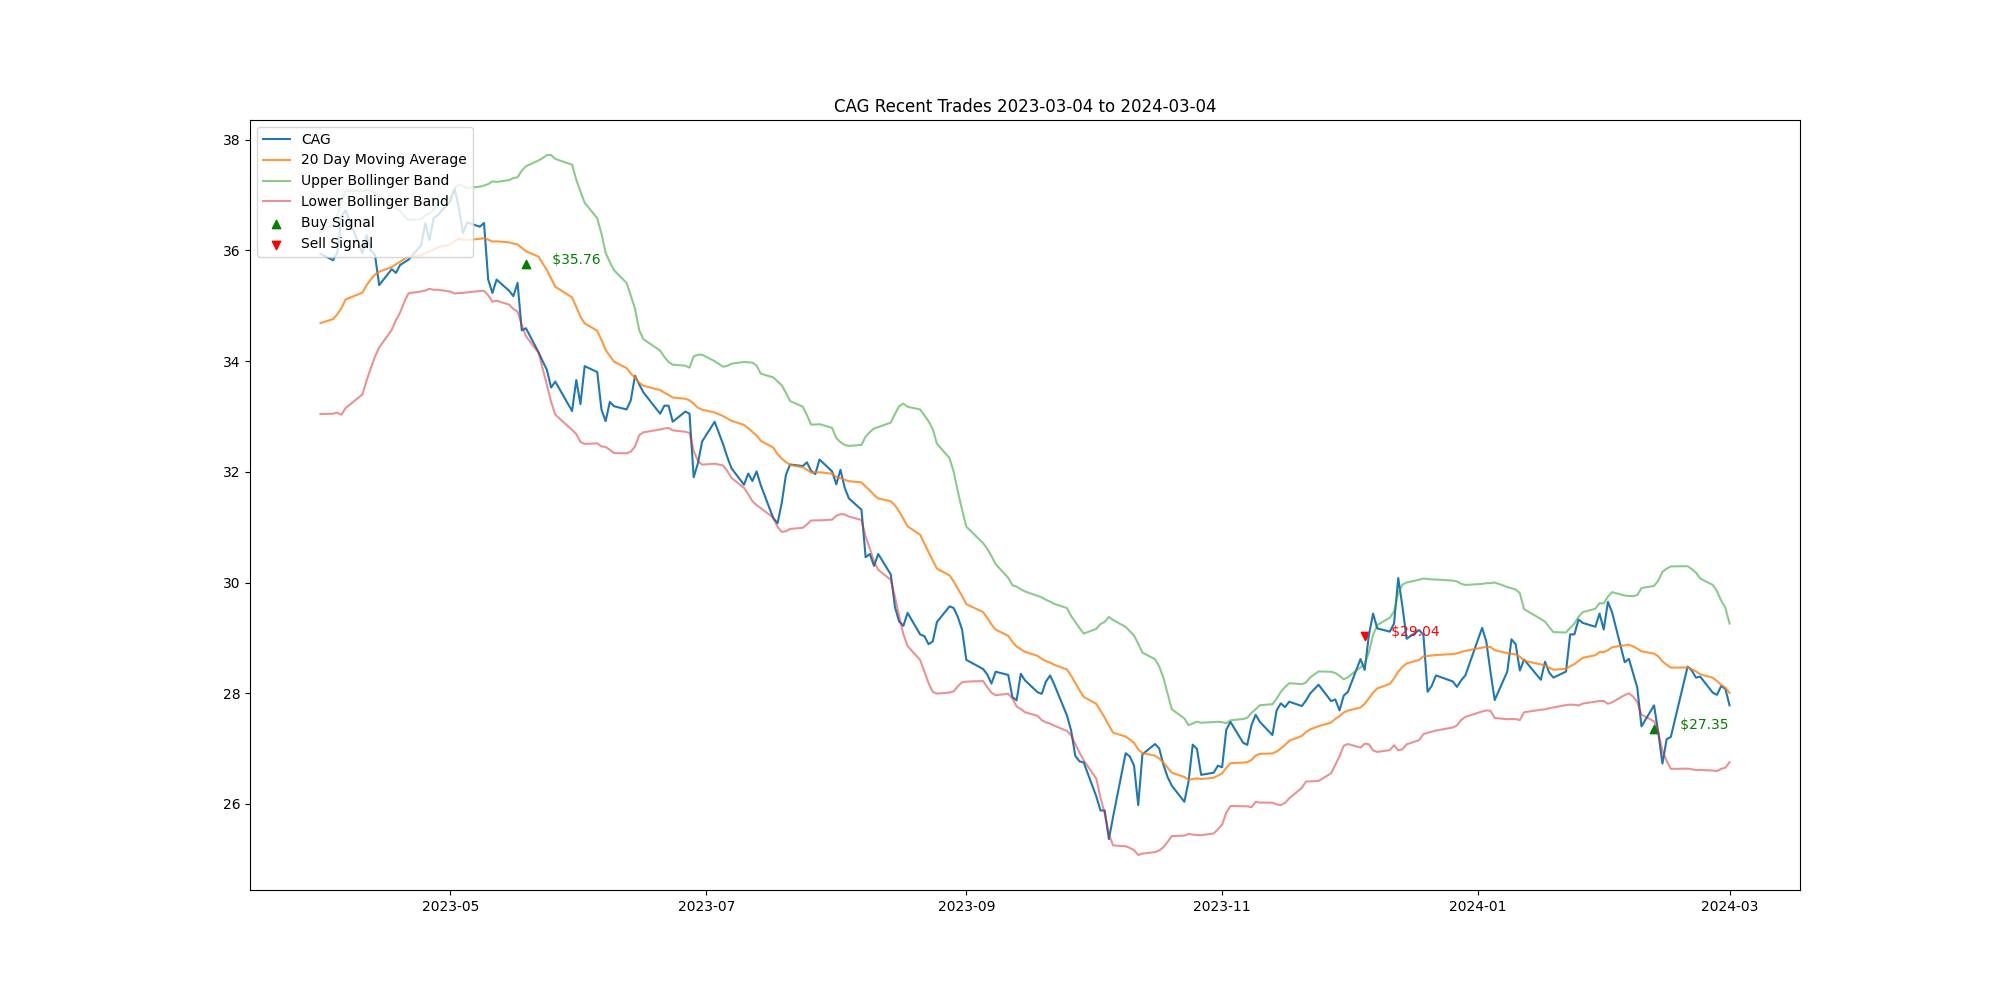 CAG Recent Trades 2023-03-04 to 2024-03-04
38
36
34
32
30
28
26
CAG
20 Day Moving Average
Upper Bollinger Band
Lower Bollinger Band
Buy Signal
Sell Signal
$35.76
$29.04
$27.35
2023-05
2023-07
2023-09
2023-11
2024-01
2024-03